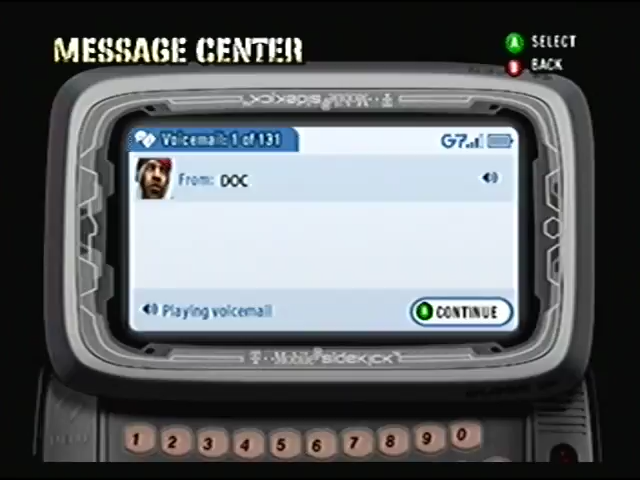 MESSAGE CENTER
A SELECT
B BACK
T··Mobile® sidekick
Voicemail: 1 of 131
G7
From: DOC
Playing voicemail
A CONTINUE
T··Mobile® sidekick
1 2 3 4 5 6 7 8 9 0